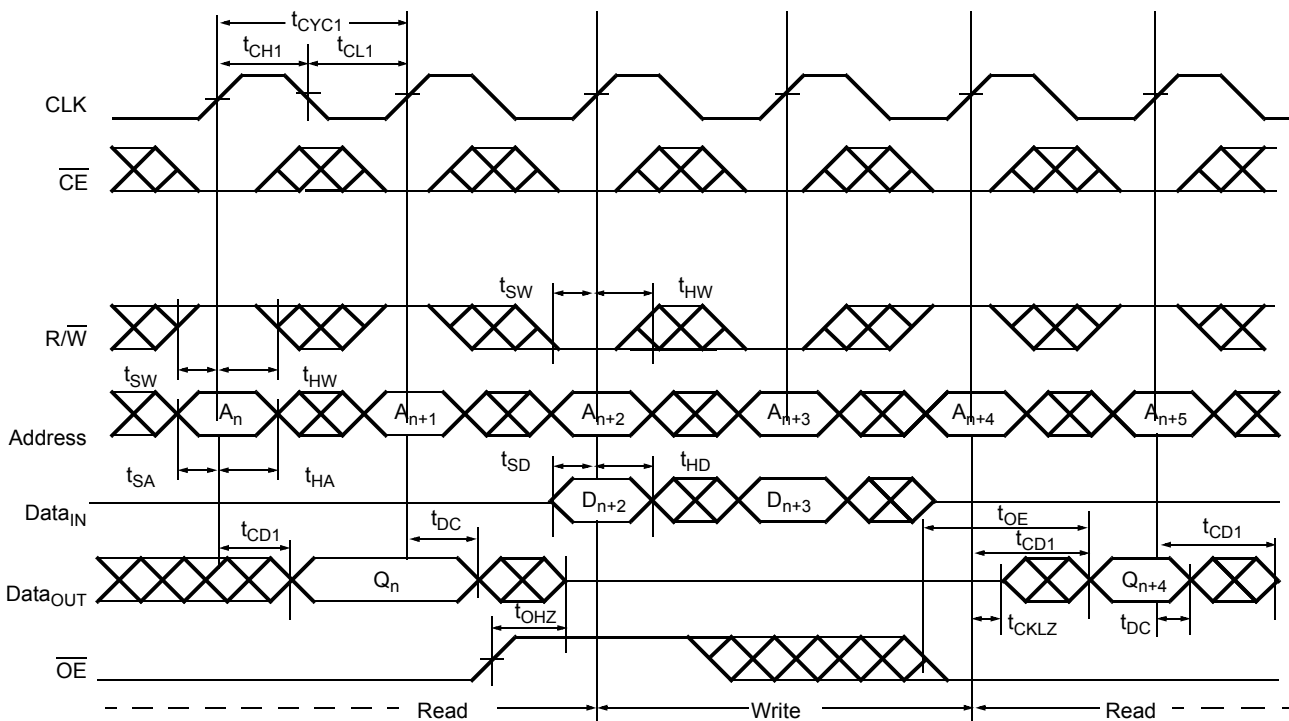 tCYC1
tCH1 tCL1
CLK
CE
tSW tHW
R/W
tSW tHW
An An+1 An+2 An+3 An+4 An+5
Address
tSA tHA tSD tHD
Dn+2 Dn+3
DataIN
tOE
tCD1 tDC tCD1 tCD1
Qn Qn+4
DataOUT
tOHZ tCKLZ tDC
OE
Read Write Read